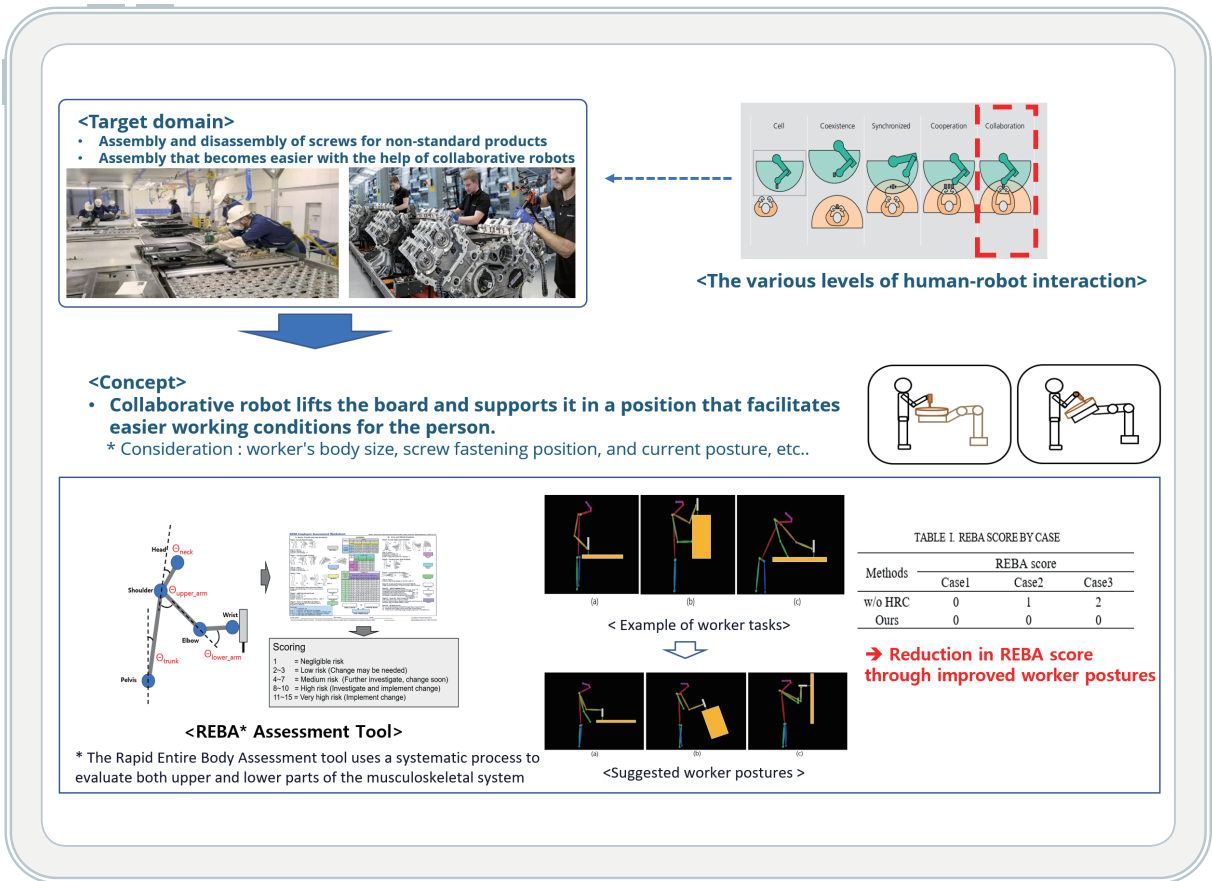 <Target domain>
• Assembly and disassembly of screws for non-standard products
• Assembly that becomes easier with the help of collaborative robots
Cell Coexistence Synchronized Cooperation Collaboration
<The various levels of human-robot interaction>
<Concept>
• Collaborative robot lifts the board and supports it in a position that facilitates
easier working conditions for the person.
* Consideration : worker's body size, screw fastening position, and current posture, etc..
Head
Θneck
Shoulder
Θupper_arm
Wrist
Elbow
Θlower_arm
Θtrunk
Pelvis
REBA Employee Assessment Worksheet
Scoring
1 = Negligible risk
2~3 = Low risk (Change may be needed)
4~7 = Medium risk (Further investigate, change soon)
8~10 = High risk (Investigate and implement change)
11~15 = Very high risk (Implement change)
<REBA* Assessment Tool>
* The Rapid Entire Body Assessment tool uses a systematic process to
evaluate both upper and lower parts of the musculoskeletal system
(a) (b) (c)
< Example of worker tasks>
(a) (b) (c)
<Suggested worker postures >
TABLE I. REBA SCORE BY CASE
Methods REBA score
Case1 Case2 Case3
w/o HRC 0 1 2
Ours 0 0 0
➔ Reduction in REBA score
through improved worker postures